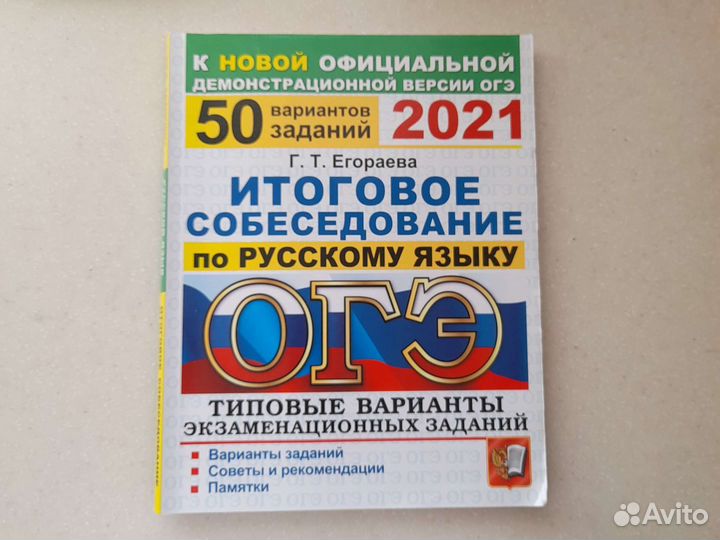 К НОВОЙ ОФИЦИАЛЬНОЙ
ДЕМОНСТРАЦИОННОЙ ВЕРСИИ ОГЭ
50 вариантов заданий 2021
Г. Т. Егораева
ИТОГОВОЕ
СОБЕСЕДОВАНИЕ
по РУССКОМУ ЯЗЫКУ
ОГЭ
ТИПОВЫЕ ВАРИАНТЫ
ЭКЗАМЕНАЦИОННЫХ ЗАДАНИЙ
Варианты заданий
Советы и рекомендации
Памятки
Avito